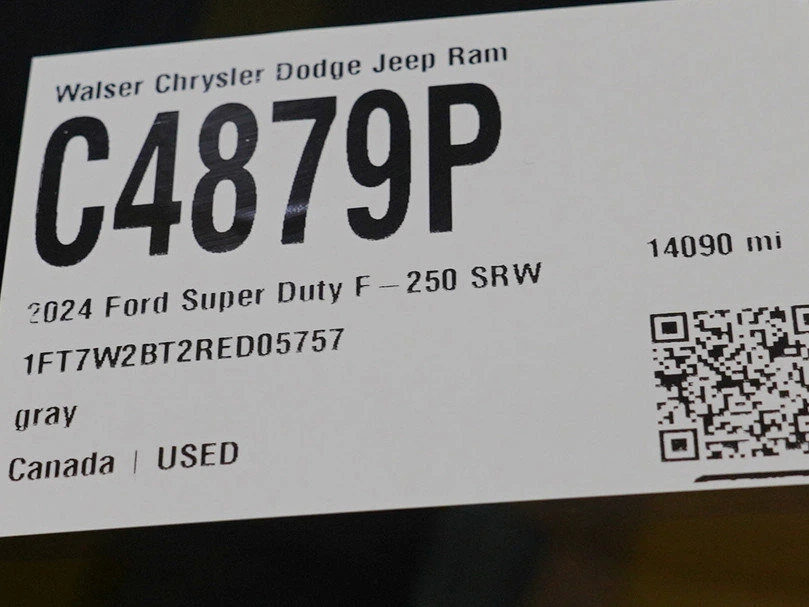 Walser Chrysler Dodge Jeep Ram
C4879P
14090 mi
2024 Ford Super Duty F-250 SRW
1FT7W2BT2RED05757
gray
Canada | USED